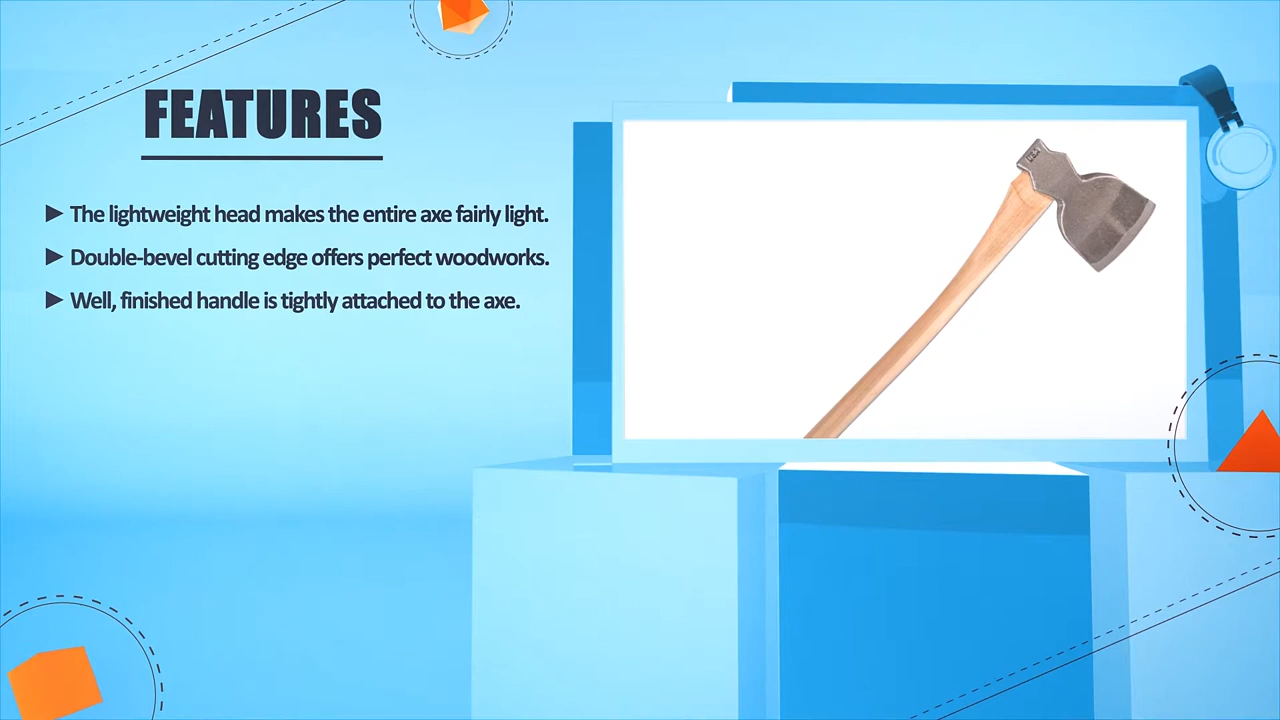 FEATURES
► The lightweight head makes the entire axe fairly light.
► Double-bevel cutting edge offers perfect woodworks.
► Well, finished handle is tightly attached to the axe.